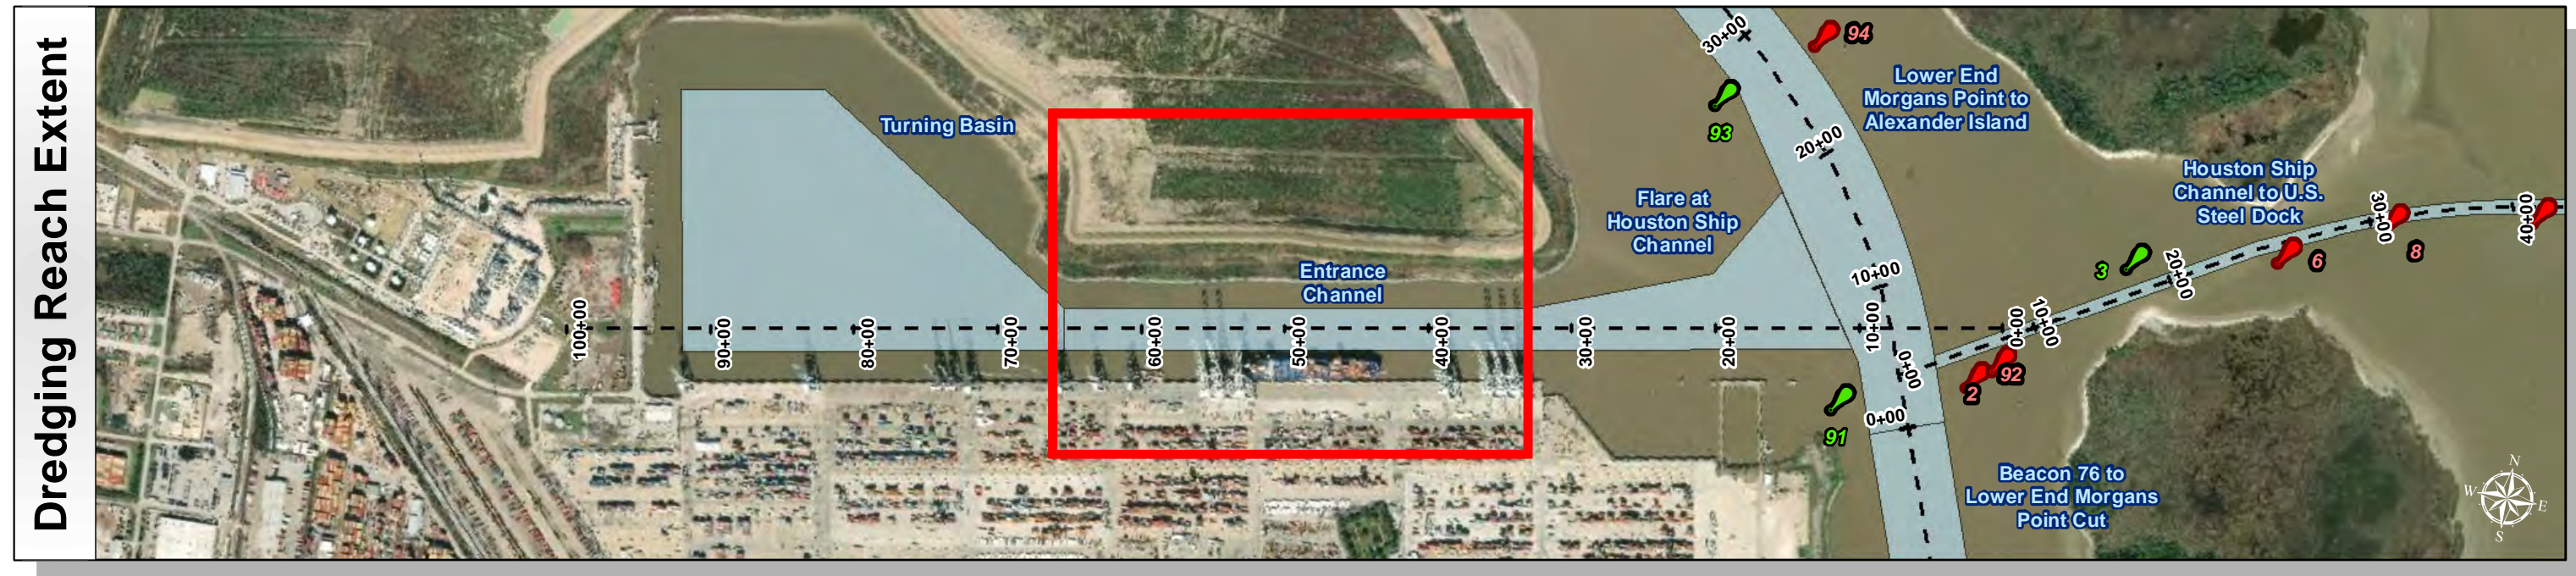 Dredging Reach Extent
Turning Basin
Entrance
Channel
Flare at
Houston Ship
Channel
Lower End
Morgans Point to
Alexander Island
Houston Ship
Channel to U.S.
Steel Dock
Beacon 76 to
Lower End Morgans
Point Cut
100+00
90+00
80+00
70+00
60+00
50+00
40+00
30+00
20+00
10+00
0+00
30+00
20+00
10+00
0+00
0+00
10+00
20+00
30+00
40+00
94
93
91
92
2
3
6
8
N
W
E
S